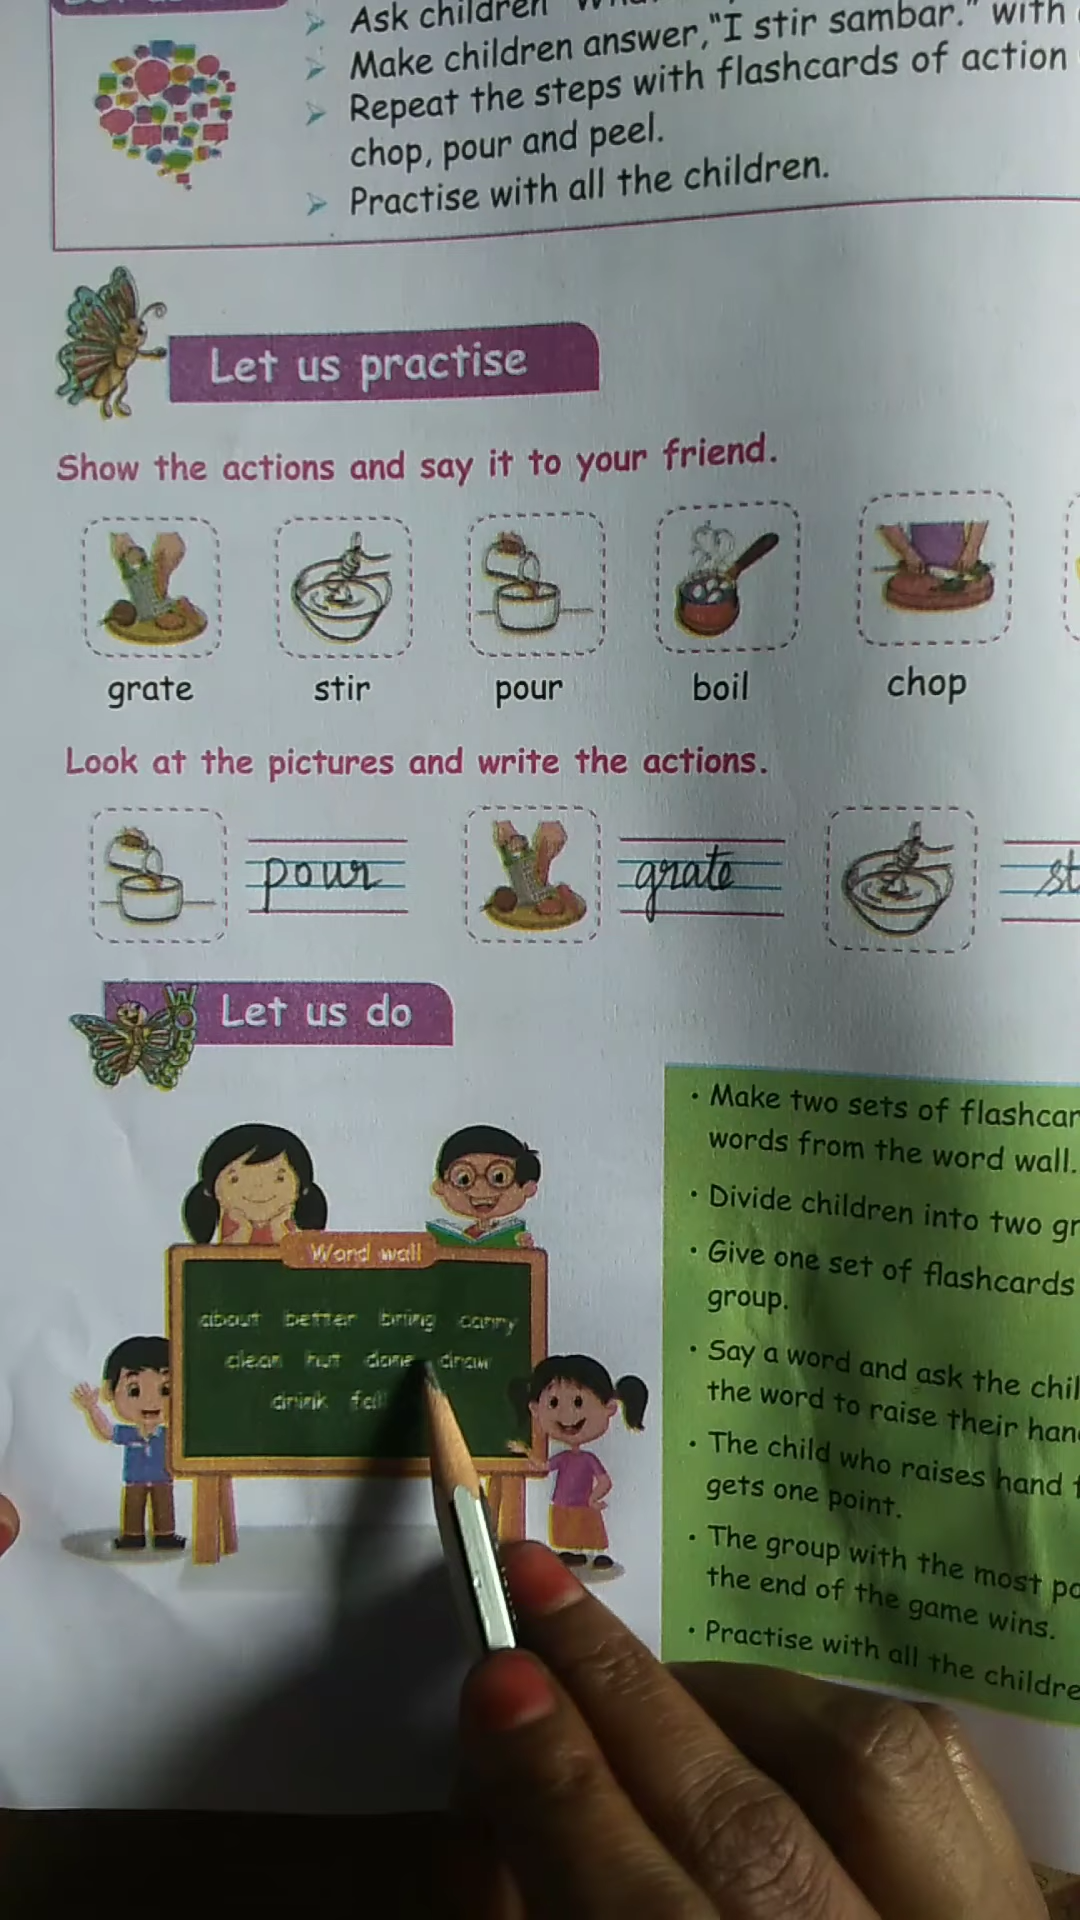 Ask children
Make children answer, "I stir sambar." with
Repeat the steps with flashcards of action
chop, pour and peel.
Practise with all the children.
Let us practise
Show the actions and say it to your friend.
grate stir pour boil chop
Look at the pictures and write the actions.
pour grate
Let us do
Word wall
about better bring carry
clean hut done draw
drink
• Make two sets of
words from the word wall.
• Divide children into two
• Give one set of flashcards
group.
• Say a word and ask the
the word to raise their
• The child who raises hand
gets one point.
• The group with the most
the end of the game wins.
• Practise with all the